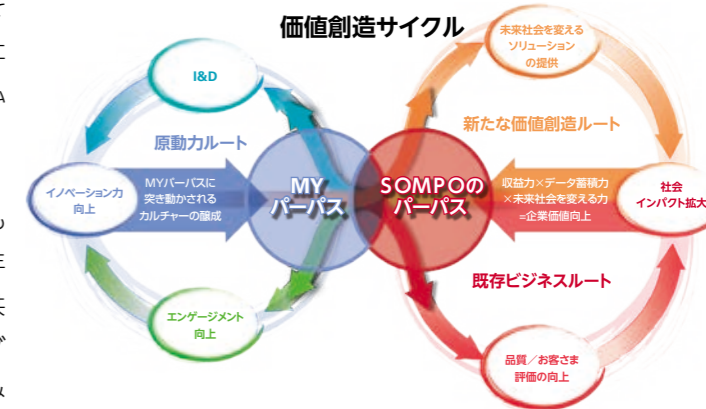 価値創造サイクル
I&D
原動力ルート
イノベーション力
向上
MYパーパスに
突き動かされる
カルチャーの醸成
エンゲージメント
向上
MY
パーパス
SOMPOの
パーパス
未来社会を変える
ソリューション
の提供
新たな価値創造ルート
収益力×データ蓄積力
×未来社会を変える力
=企業価値向上
社会
インパクト拡大
既存ビジネスルート
品質／お客さま
評価の向上